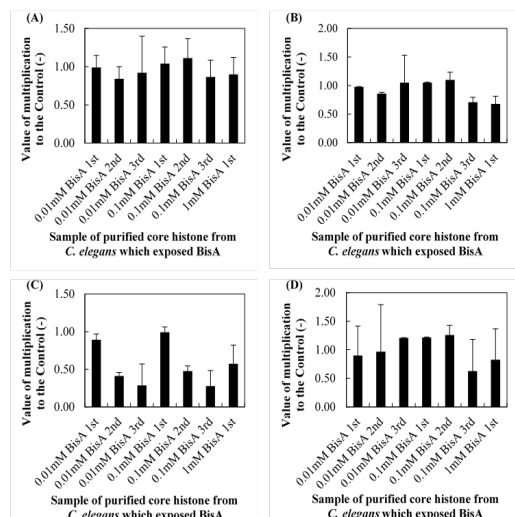 (A)
1.50
1.00
0.50
0.00
Value of multiplication
to the Control (-)
0.01mM BisA 1st
0.01mM BisA 2nd
0.01mM BisA 3rd
0.1mM BisA 1st
0.1mM BisA 2nd
0.1mM BisA 3rd
1mM BisA 1st
Sample of purified core histone from
C. elegans which exposed BisA
(B)
2.00
1.50
1.00
0.50
0.00
Value of multiplication
to the Control (-)
0.01mM BisA 1st
0.01mM BisA 2nd
0.01mM BisA 3rd
0.1mM BisA 1st
0.1mM BisA 2nd
0.1mM BisA 3rd
1mM BisA 1st
Sample of purified core histone from
C. elegans which exposed BisA
(C)
1.50
1.00
0.50
0.00
Value of multiplication
to the Control (-)
0.01mM BisA 1st
0.01mM BisA 2nd
0.01mM BisA 3rd
0.1mM BisA 1st
0.1mM BisA 2nd
0.1mM BisA 3rd
1mM BisA 1st
Sample of purified core histone from
C. elegans which exposed BisA
(D)
2.00
1.50
1.00
0.50
0.00
Value of multiplication
to the Control (-)
0.01mM BisA 1st
0.01mM BisA 2nd
0.01mM BisA 3rd
0.1mM BisA 1st
0.1mM BisA 2nd
0.1mM BisA 3rd
1mM BisA 1st
Sample of purified core histone from
C. elegans which exposed BisA